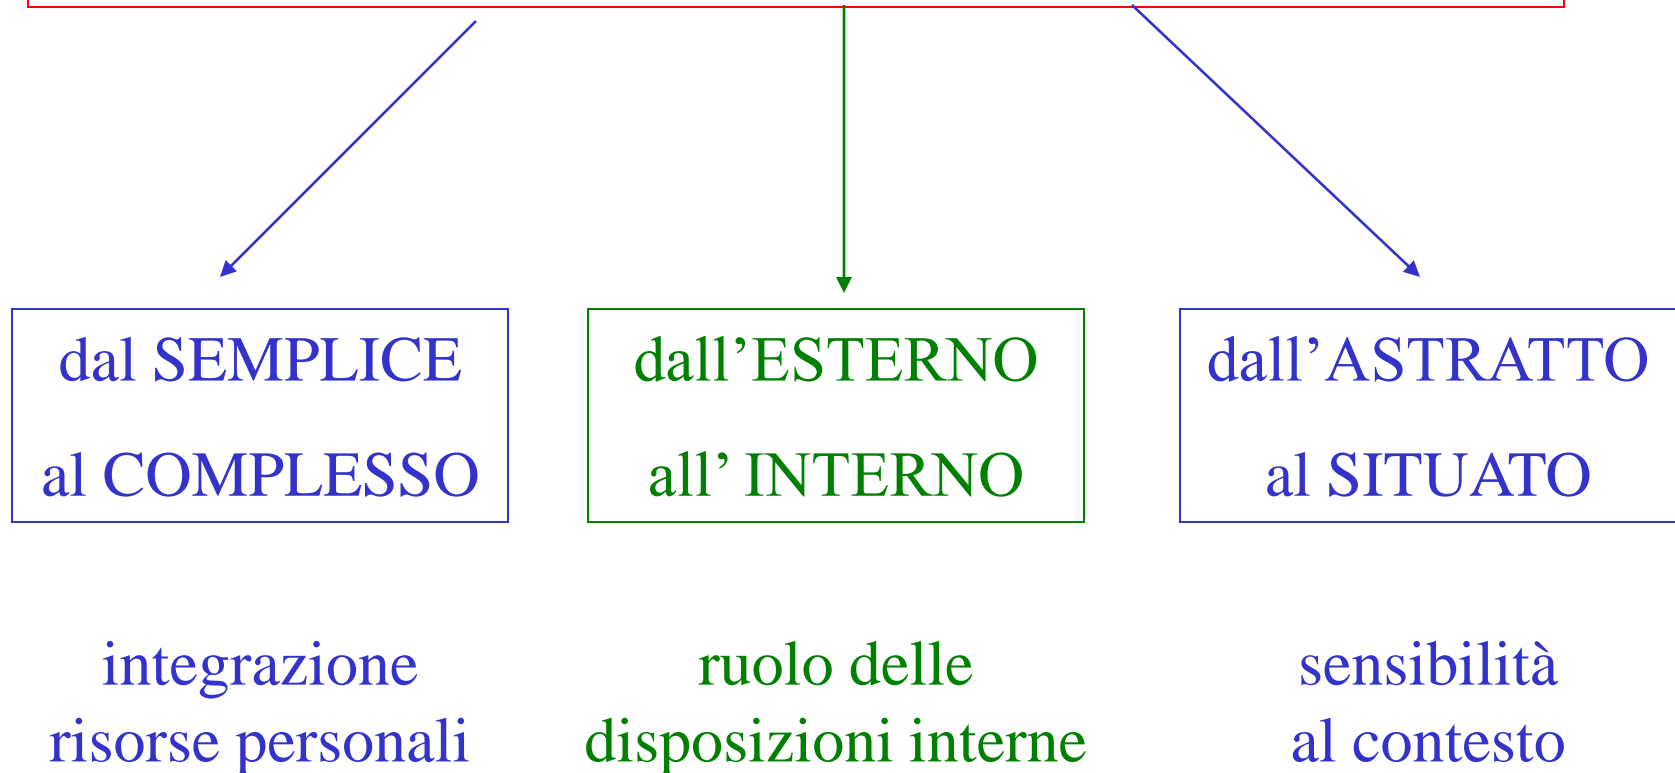 dal SEMPLICE
al COMPLESSO
dall’ESTERNO
all’ INTERNO
dall’ASTRATTO
al SITUATO
integrazione
risorse personali
ruolo delle
disposizioni interne
sensibilità
al contesto